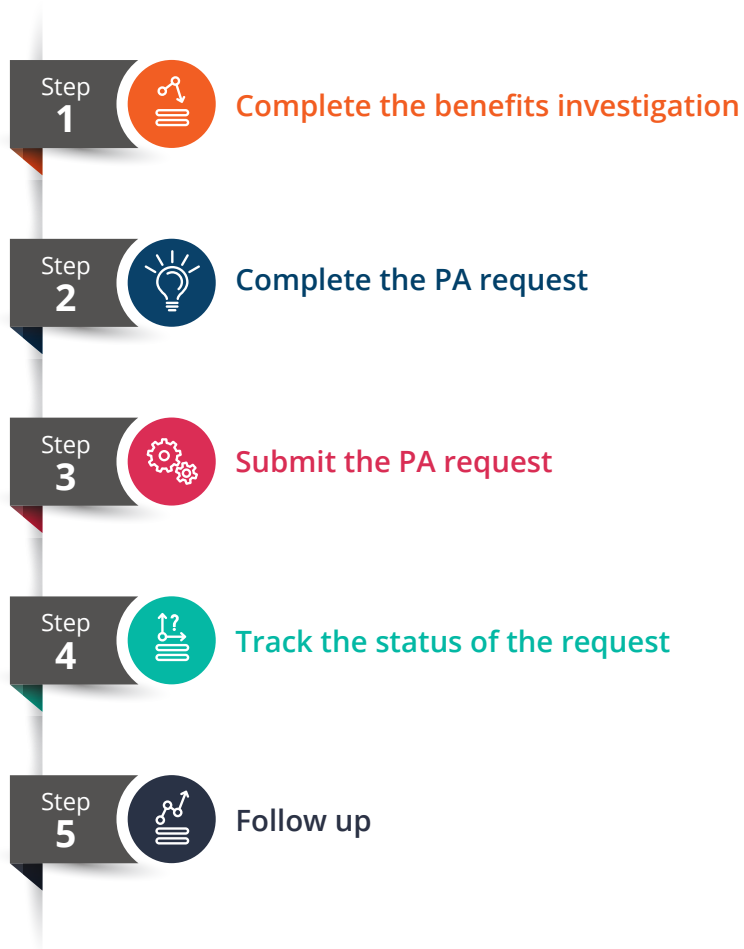 Step
1
Complete the benefits investigation
Step
2
Complete the PA request
Step
3
Submit the PA request
Step
4
?
Track the status of the request
Step
5
Follow up